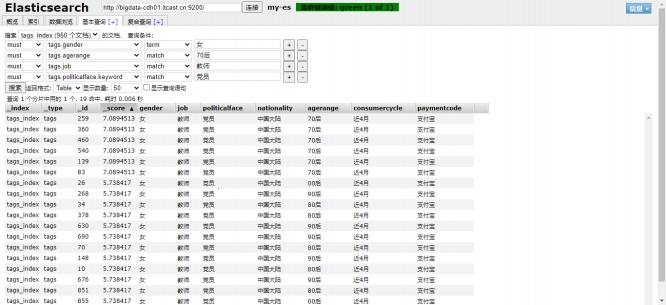 Elasticsearch http://bigdata-cdh01.itcast.cn:9200/ 连接 my-es 集群健康值: green (1 of 1) 信息
概览 索引 数据浏览 基本查询 [+] 复合查询 [+]
搜索 tags_index (950 个文档) 的文档, 查询条件:
must tags.gender term 女 + -
must tags.agerange match 70后 + -
must tags.job match 教师 + -
must tags.politicalface.keyword match 党员 + -
搜索 返回格式: Table 显示数量: 50 显示查询语句
查询 1 个分片中用的 1 个. 19 命中. 耗时 0.006 秒
_index _type _id _score ▲ gender job politicalface nationality agerange consumercycle paymentcode
tags_index tags 259 7.0894513 女 教师 党员 中国大陆 70后 近4月 支付宝
tags_index tags 360 7.0894513 女 教师 党员 中国大陆 70后 近4月 支付宝
tags_index tags 460 7.0894513 女 教师 党员 中国大陆 70后 近4月 支付宝
tags_index tags 540 7.0894513 女 教师 党员 中国大陆 70后 近4月 支付宝
tags_index tags 139 7.0894513 女 教师 党员 中国大陆 70后 近4月 支付宝
tags_index tags 83 7.0894513 女 教师 党员 中国大陆 70后 近4月 支付宝
tags_index tags 26 5.738417 女 教师 党员 中国大陆 00后 近4月 支付宝
tags_index tags 268 5.738417 女 教师 党员 中国大陆 90后 近4月 支付宝
tags_index tags 34 5.738417 女 教师 党员 中国大陆 80后 近4月 支付宝
tags_index tags 378 5.738417 女 教师 党员 中国大陆 80后 近4月 支付宝
tags_index tags 630 5.738417 女 教师 党员 中国大陆 90后 近4月 支付宝
tags_index tags 690 5.738417 女 教师 党员 中国大陆 80后 近4月 支付宝
tags_index tags 70 5.738417 女 教师 党员 中国大陆 80后 近4月 支付宝
tags_index tags 148 5.738417 女 教师 党员 中国大陆 90后 近4月 支付宝
tags_index tags 10 5.738417 女 教师 党员 中国大陆 80后 近4月 支付宝
tags_index tags 676 5.738417 女 教师 党员 中国大陆 90后 近4月 支付宝
tags_index tags 851 5.738417 女 教师 党员 中国大陆 80后 近4月 支付宝
tags_index tags 855 5.738417 女 教师 党员 中国大陆 00后 近4月 支付宝